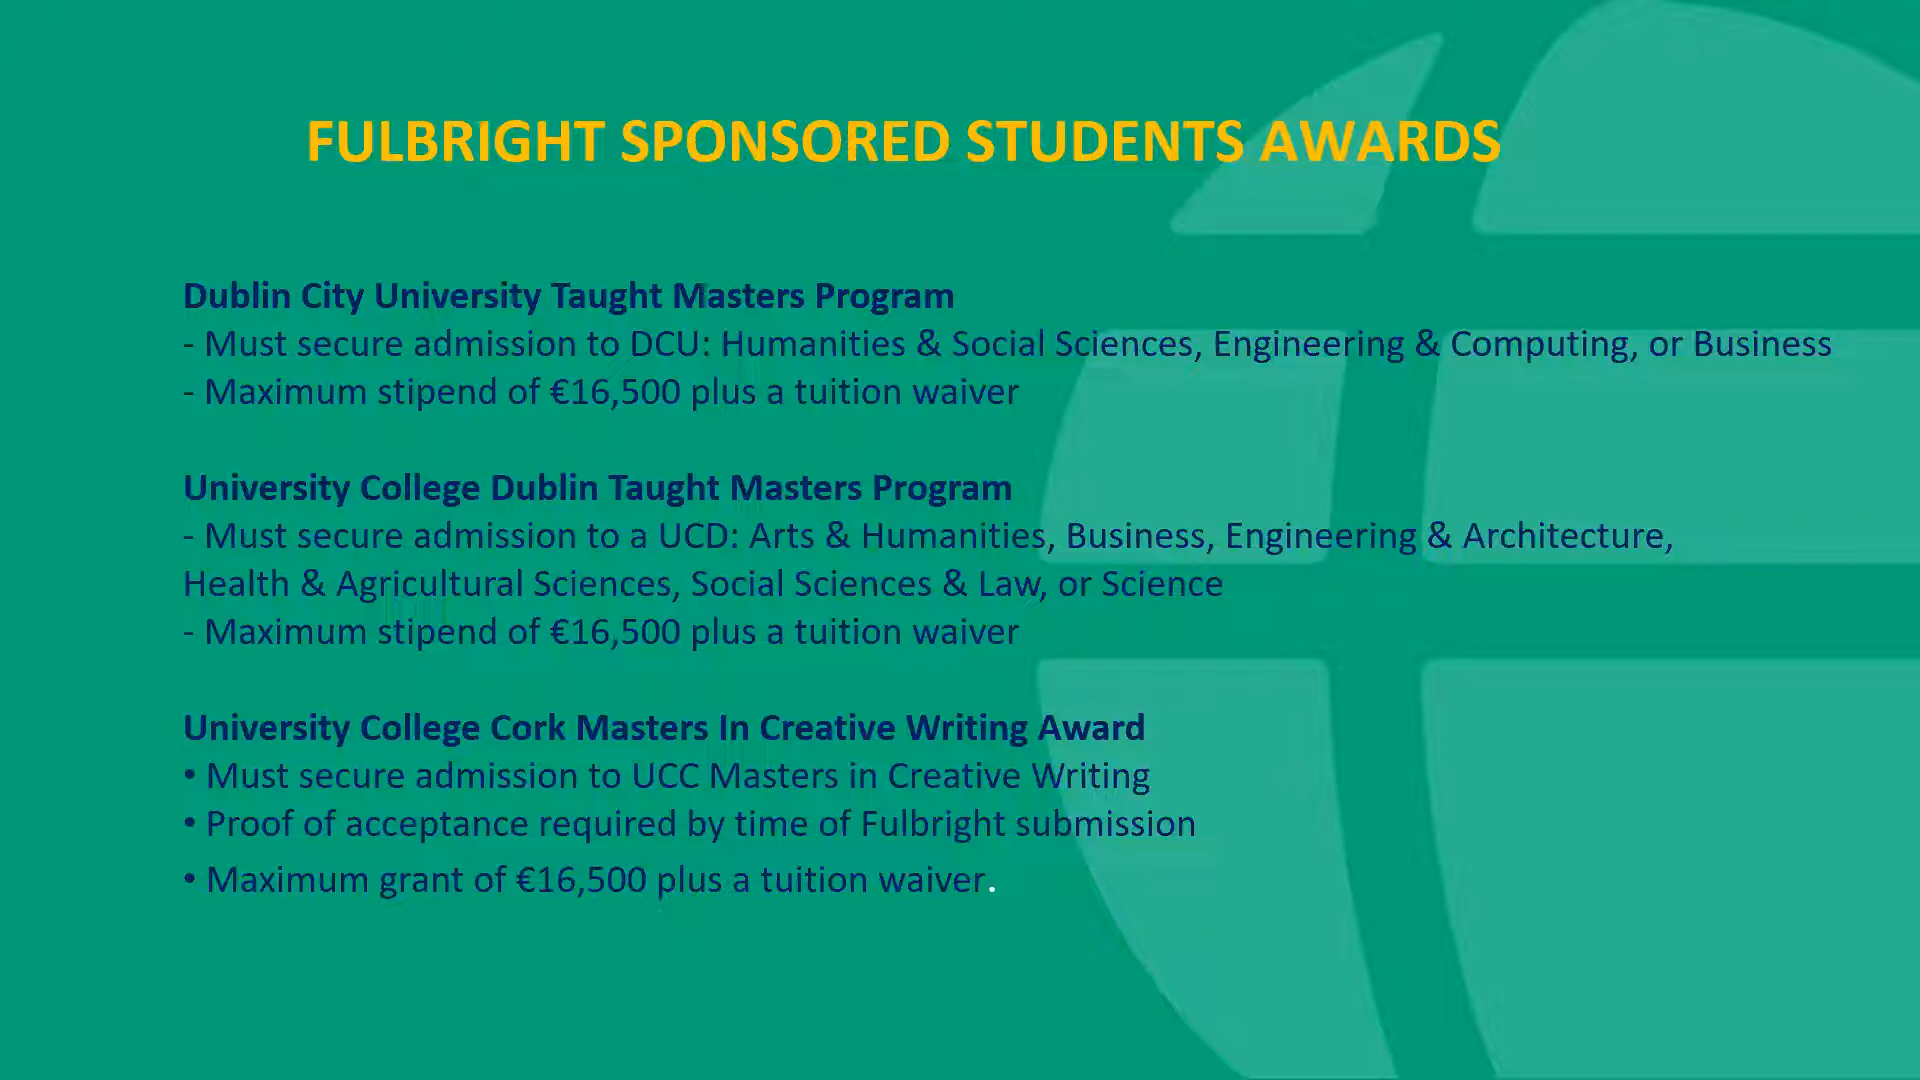 FULBRIGHT SPONSORED STUDENTS AWARDS
Dublin City University Taught Masters Program
- Must secure admission to DCU: Humanities & Social Sciences, Engineering & Computing, or Business
- Maximum stipend of €16,500 plus a tuition waiver
University College Dublin Taught Masters Program
- Must secure admission to a UCD: Arts & Humanities, Business, Engineering & Architecture,
Health & Agricultural Sciences, Social Sciences & Law, or Science
- Maximum stipend of €16,500 plus a tuition waiver
University College Cork Masters In Creative Writing Award
• Must secure admission to UCC Masters in Creative Writing
• Proof of acceptance required by time of Fulbright submission
• Maximum grant of €16,500 plus a tuition waiver.